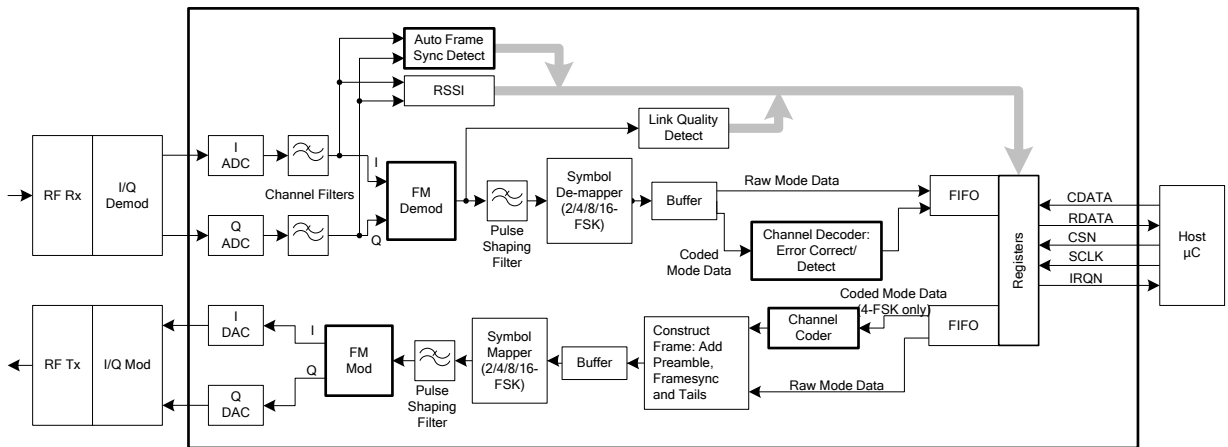 Auto Frame
Sync Detect
RSSI
Link Quality
Detect
RF Rx
I/Q
Demod
I
ADC
Channel Filters
Q
ADC
I
Q
FM
Demod
Pulse
Shaping
Filter
Symbol
De-mapper
(2/4/8/16-
FSK)
Buffer
Raw Mode Data
Coded
Mode Data
Channel Decoder:
Error Correct/
Detect
FIFO
Registers
CDATA
RDATA
CSN
SCLK
IRQN
Host
µC
RF Tx
I/Q Mod
I
DAC
Q
DAC
I
Q
FM
Mod
Pulse
Shaping
Filter
Symbol
Mapper
(2/4/8/16-
FSK)
Buffer
Construct
Frame: Add
Preamble,
Framesync
and Tails
Channel
Coder
Coded Mode Data
(4-FSK only)
FIFO
Raw Mode Data